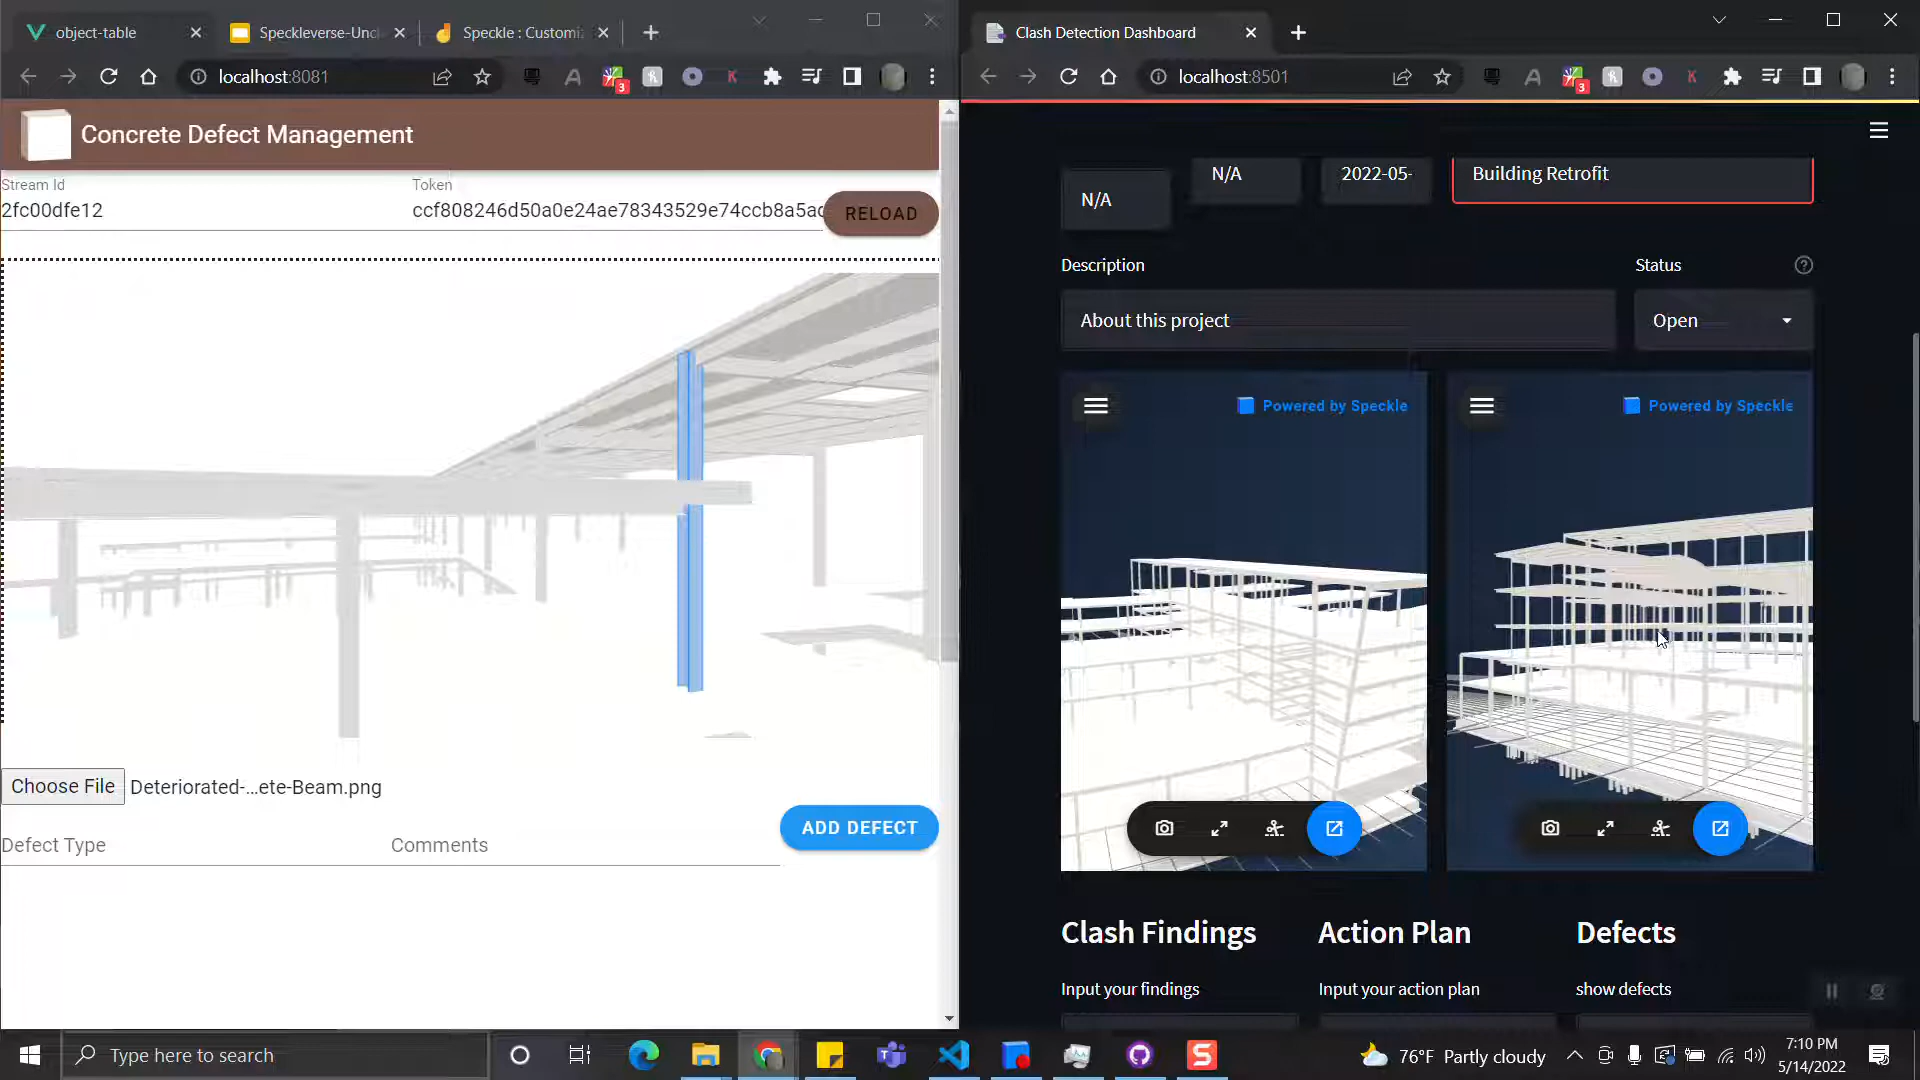 object-table
Speckleverse-Uncl
Speckle : Customi
localhost:8081
3
Concrete Defect Management
Stream Id
2fc00dfe12
Token
ccf808246d50a0e24ae78343529e74ccb8a5ac
RELOAD
Choose File Deteriorated-...ete-Beam.png
Defect Type
Comments
ADD DEFECT
Clash Detection Dashboard
localhost:8501
3
N/A
N/A
2022-05-
Building Retrofit
Description
About this project
Status
Open
Powered by Speckle
Powered by Speckle
Clash Findings
Input your findings
Action Plan
Input your action plan
Defects
show defects
Type here to search
76°F Partly cloudy
7:10 PM
5/14/2022